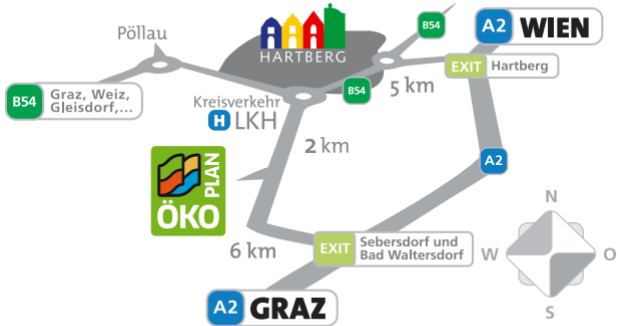 B54
A2 WIEN
Pöllau
HARTBERG
EXIT Hartberg
5 km
B54
B54
Graz, Weiz,
Gleisdorf,...
Kreisverkehr
H LKH
2 km
A2
ÖKO
PLAN
6 km
EXIT
Sebersdorf und
Bad Waltersdorf
N
W
O
S
A2 GRAZ